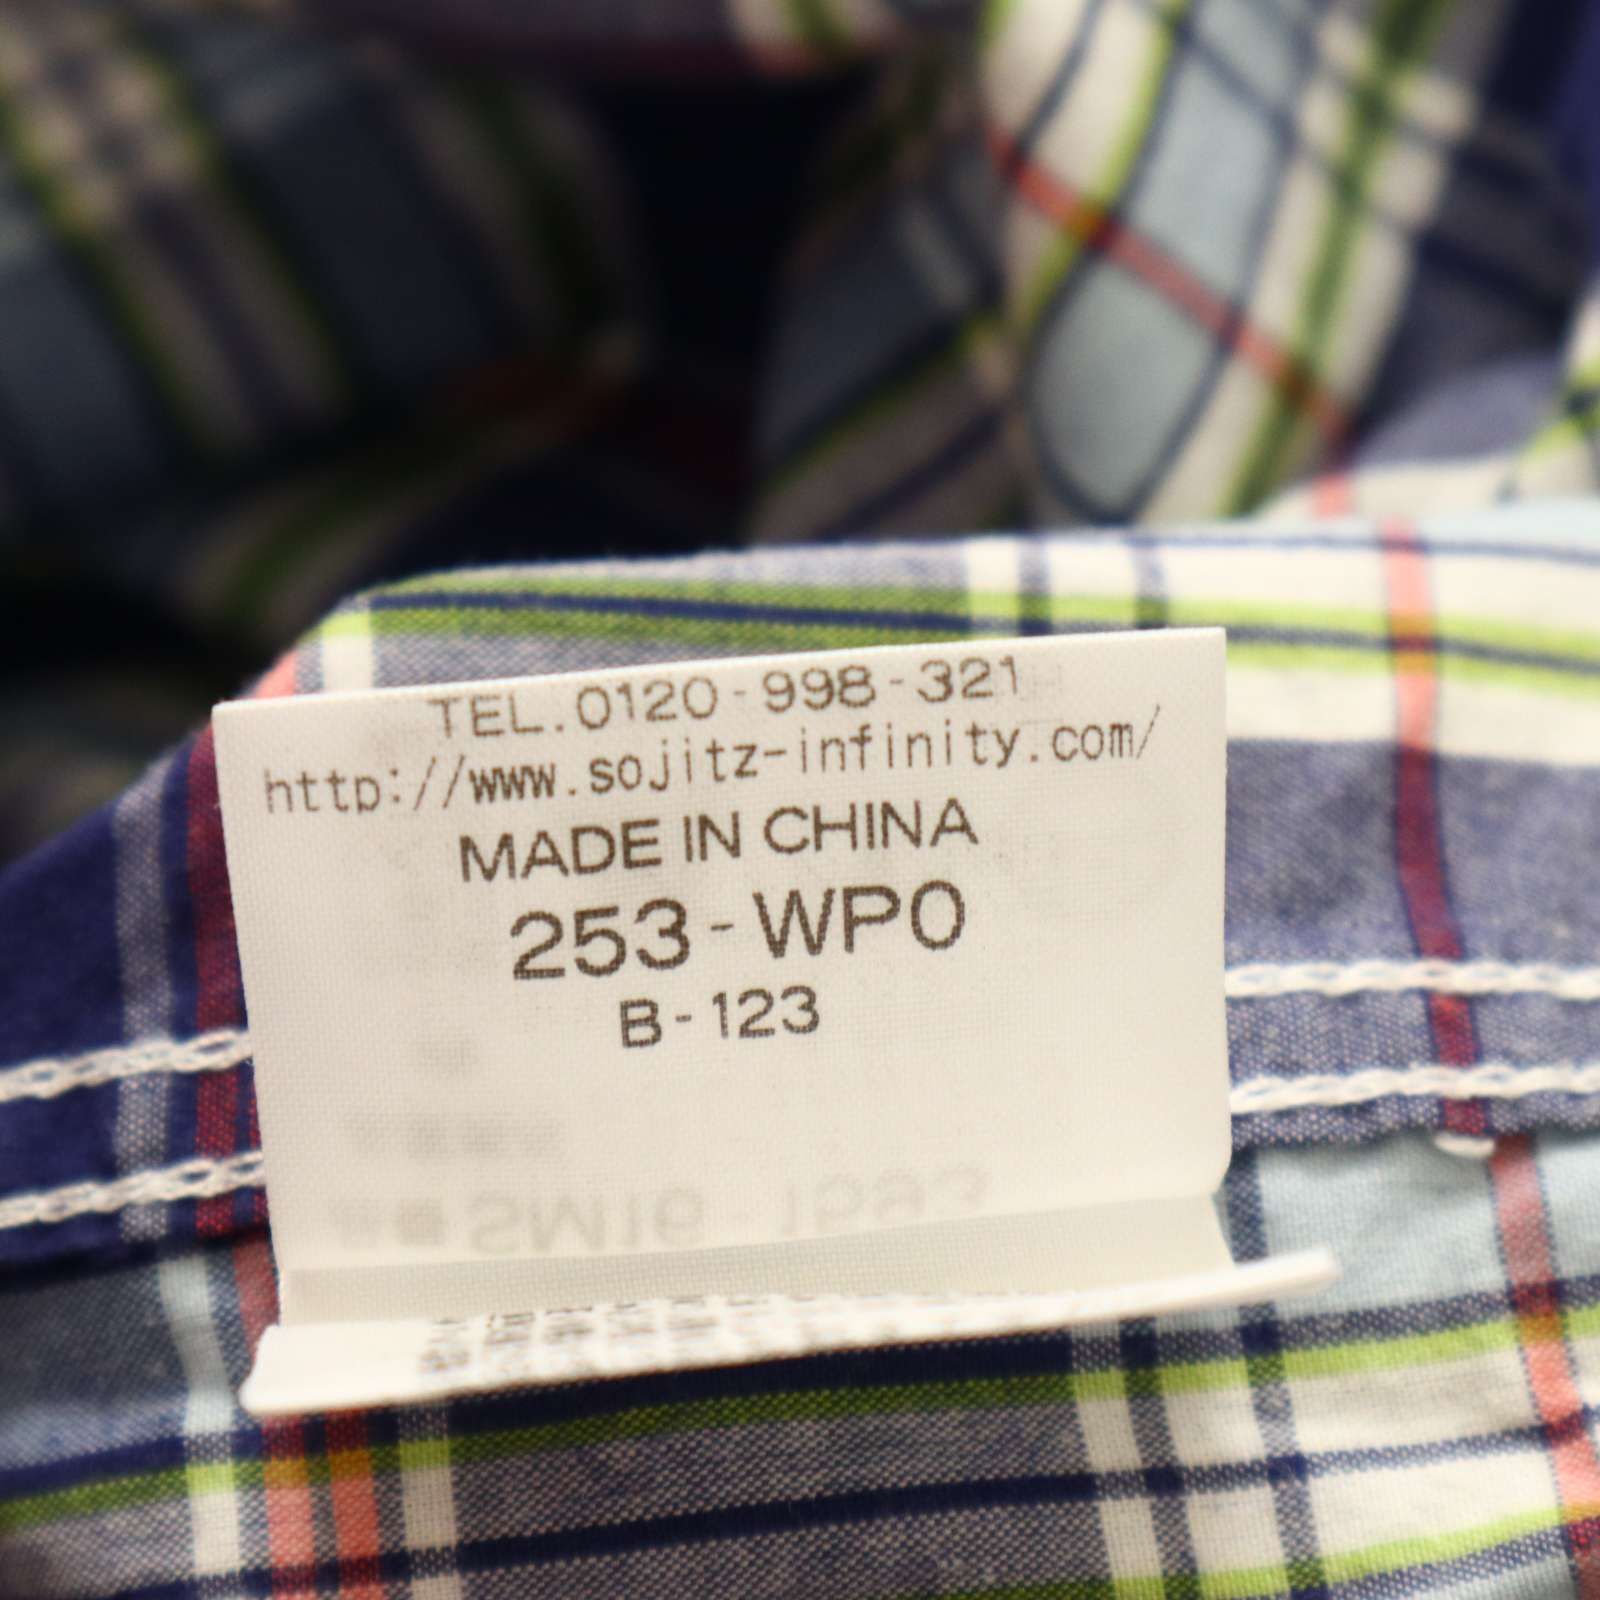 TEL.0120-998-321
http://www.sojitz-infinity.com/
MADE IN CHINA
253-WP0
B-123